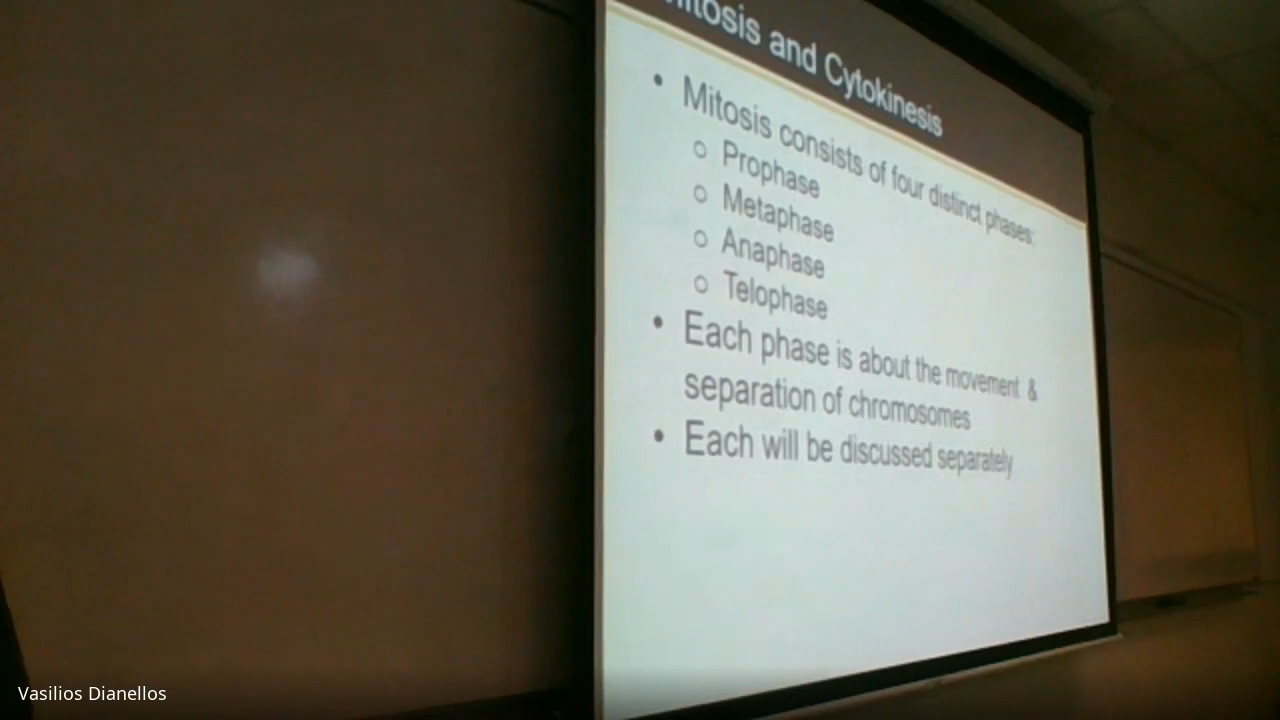 Mitosis and Cytokinesis
• Mitosis consists of four distinct phases:
o Prophase
o Metaphase
o Anaphase
o Telophase
• Each phase is about the movement &
separation of chromosomes
• Each will be discussed separately
Vasilios Dianellos